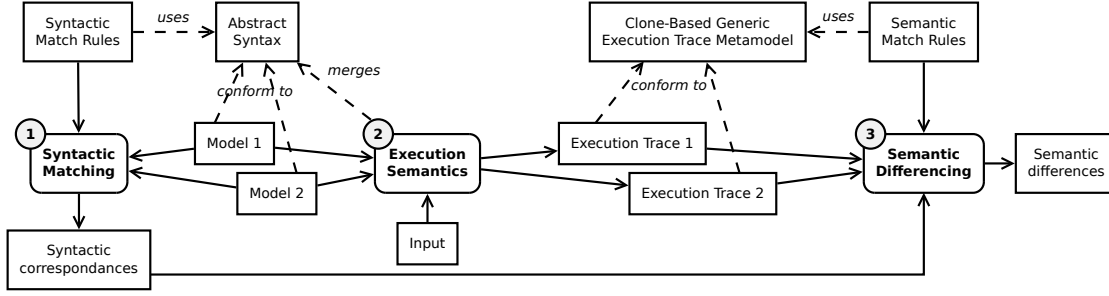 Syntactic
Match Rules
uses
Abstract
Syntax
Clone-Based Generic
Execution Trace Metamodel
uses
Semantic
Match Rules
conform to
merges
conform to
1
Syntactic
Matching
Model 1
Model 2
2
Execution
Semantics
Execution Trace 1
Execution Trace 2
3
Semantic
Differencing
Semantic
differences
Syntactic
correspondances
Input